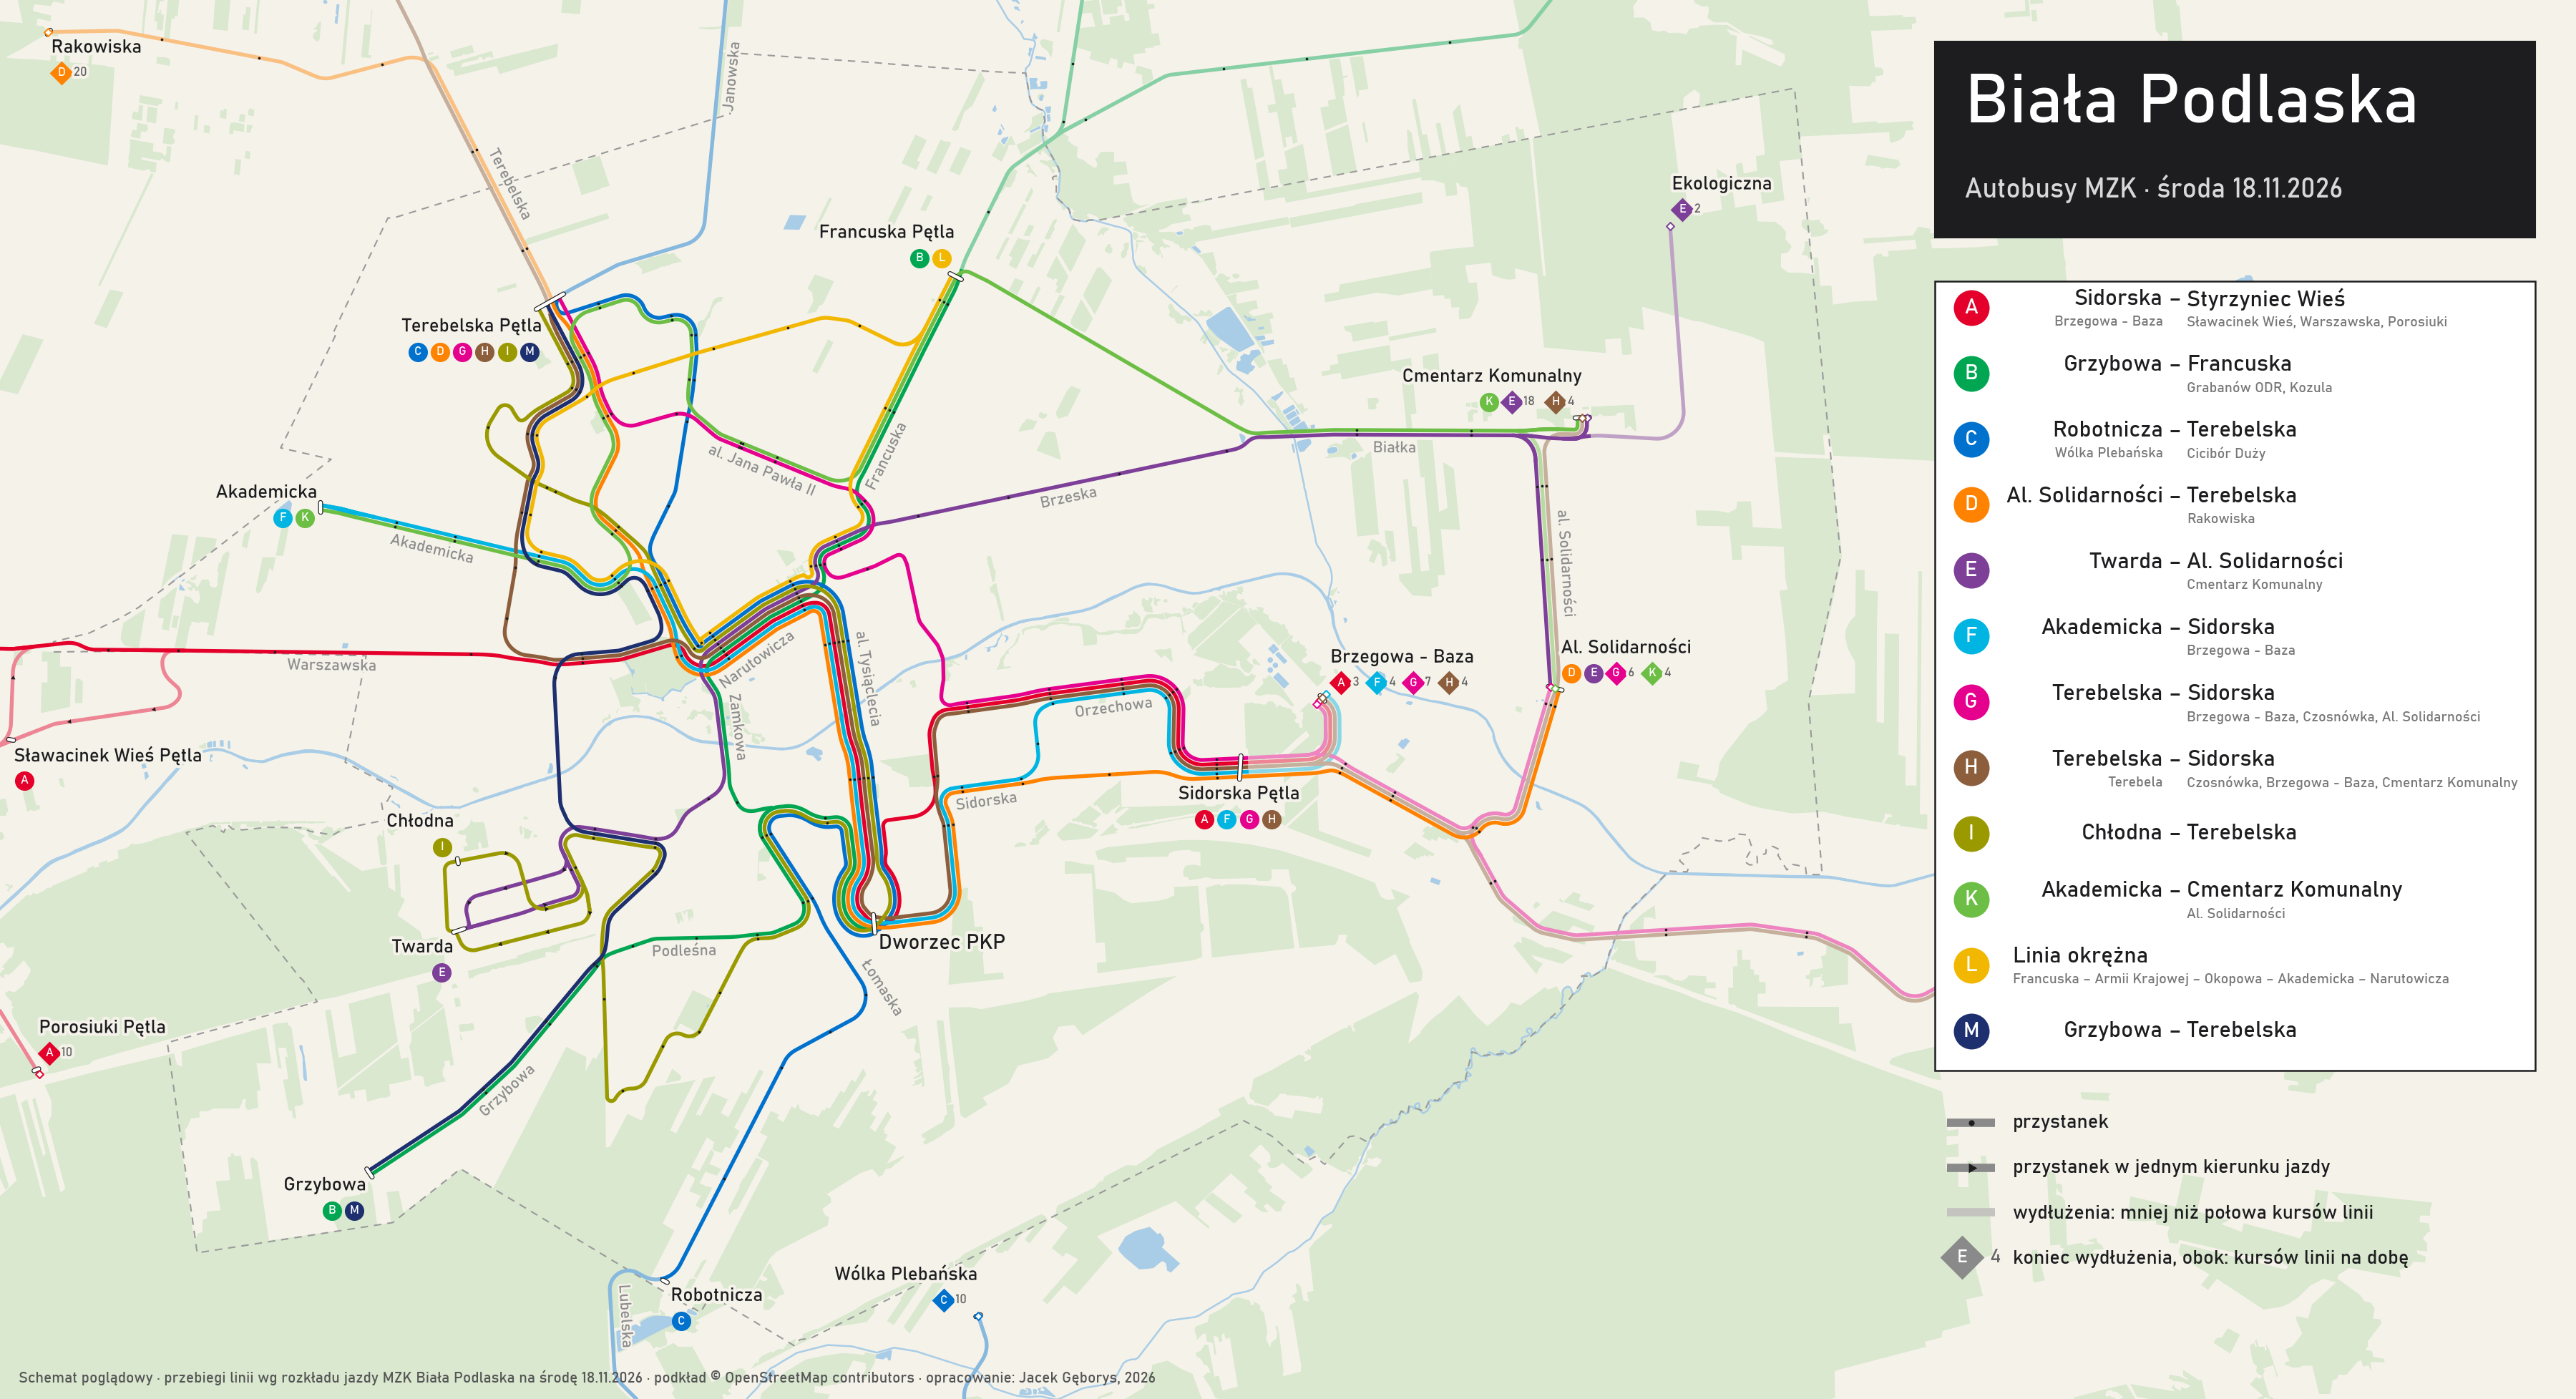 Biała Podlaska
Autobusy MZK · środa 18.11.2026
Rakowiska
D 20
Terebelska
Janowska
Francuska Pętla
B L
Ekologiczna
E 2
Terebelska Pętla
C D G H I M
Cmentarz Komunalny
K E 18 H 4
Białka
al. Jana Pawła II
Francuska
Brzeska
Akademicka
F K
Akademicka
al. Solidarności
Warszawska
Narutowicza
al. Tysiąclecia
Zamkowa
Orzechowa
Brzegowa - Baza
A 3 F 4 G 7 H 4
Al. Solidarności
D E G 6 K 4
Sławacinek Wieś Pętla
A
Sidorska
Sidorska Pętla
A F G H
Chłodna
I
Twarda
E
Podleśna
Dworzec PKP
Łomaska
Porosiuki Pętla
A 10
Grzybowa
Grzybowa
B M
Robotnicza
C
Lubelska
Wólka Plebańska
C 10
A Sidorska – Styrzyniec Wieś
Brzegowa - Baza Sławacinek Wieś, Warszawska, Porosiuki
B Grzybowa – Francuska
Grabanów ODR, Kozula
C Robotnicza – Terebelska
Wólka Plebańska Cicibór Duży
D Al. Solidarności – Terebelska
Rakowiska
E Twarda – Al. Solidarności
Cmentarz Komunalny
F Akademicka – Sidorska
Brzegowa - Baza
G Terebelska – Sidorska
Brzegowa - Baza, Czosnówka, Al. Solidarności
H Terebelska – Sidorska
Terebela Czosnówka, Brzegowa - Baza, Cmentarz Komunalny
I Chłodna – Terebelska
K Akademicka – Cmentarz Komunalny
Al. Solidarności
L Linia okrężna
Francuska – Armii Krajowej – Okopowa – Akademicka – Narutowicza
M Grzybowa – Terebelska
przystanek
przystanek w jednym kierunku jazdy
wydłużenia: mniej niż połowa kursów linii
E 4 koniec wydłużenia, obok: kursów linii na dobę
Schemat poglądowy · przebiegi linii wg rozkładu jazdy MZK Biała Podlaska na środę 18.11.2026 · podkład © OpenStreetMap contributors · opracowanie: Jacek Gęborys, 2026